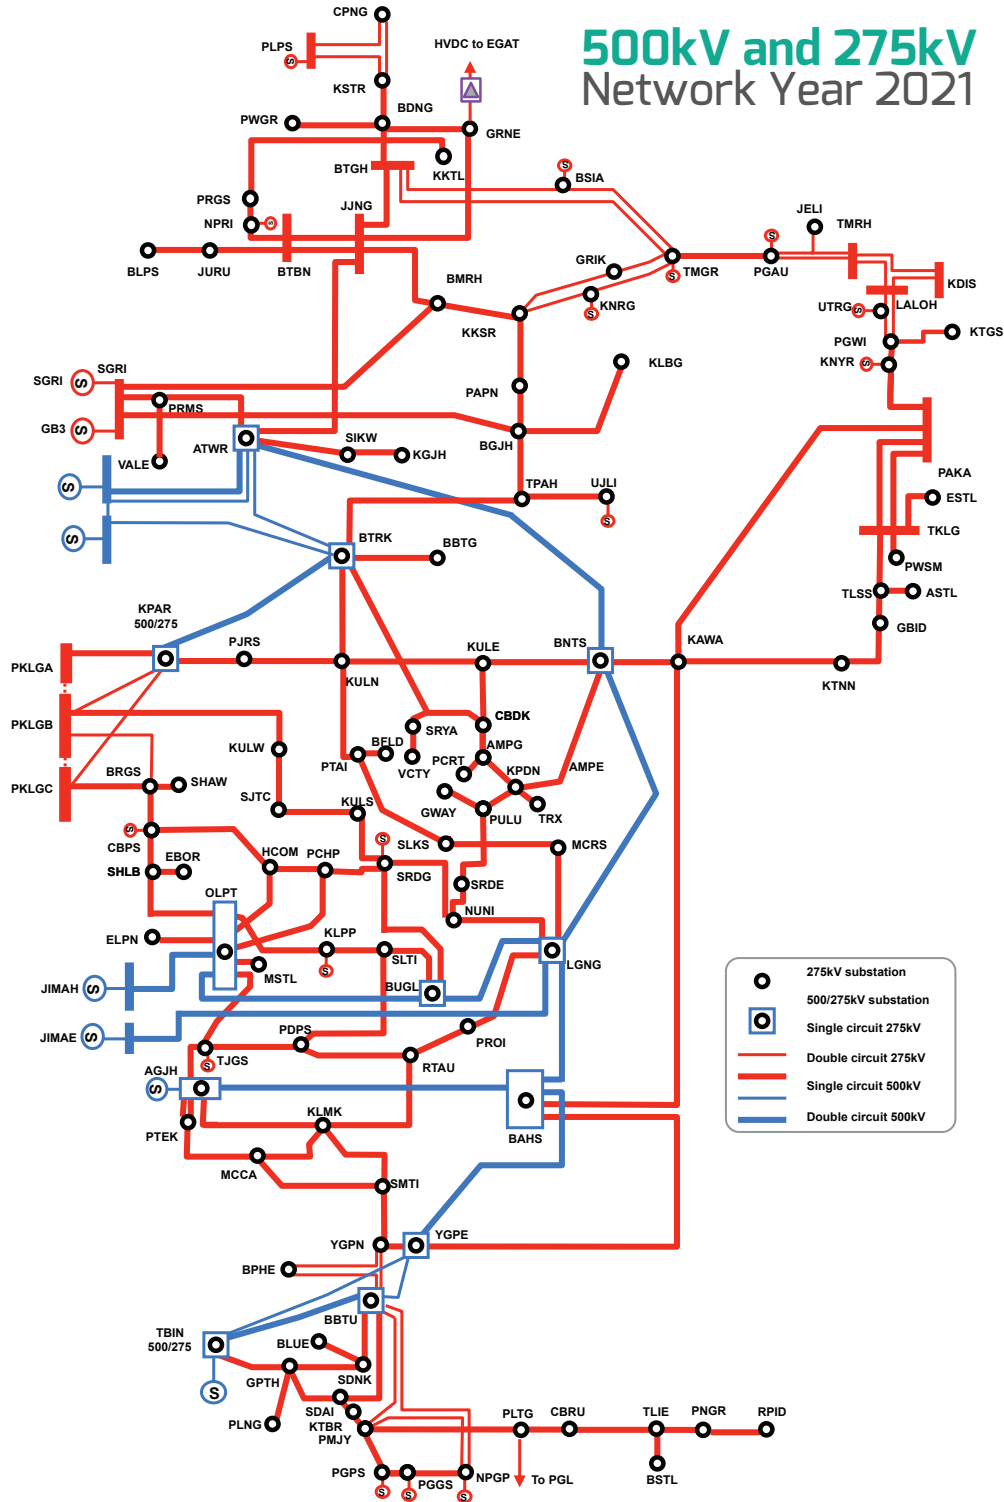 500kV and 275kV
Network Year 2021
CPNG
PLPS
S
HVDC to EGAT
KSTR
BDNG
PWGR
GRNE
KKTL
BTGH
S
BSIA
PRGS
JJNG
NPRI
S
JELI
TMRH
S
BLPS
JURU
BTBN
GRIK
TMGR
S
PGAU
KDIS
BMRH
KNRG
S
UTRG
S
LALOH
KKSR
PGWI
KTGS
KNYR
S
SGRI
SGRI
S
KLBG
PAPN
PRMS
GB3
S
ATWR
SIKW
KGJH
BGJH
VALE
PAKA
S
TPAH
UJLI
S
ESTL
S
BTRK
BBTG
TKLG
PWSM
TLSS
ASTL
KPAR
500/275
GBID
PJRS
KULE
BNTS
KAWA
PKLGA
KULN
KTNN
PKLGB
KULW
SRYA
CBDK
AMPG
PTAI
BFLD
VCTY
PCRT
KPDN
AMPE
BRGS
SHAW
PKLGC
SJTC
KULS
GWAY
PULU
TRX
CBPS
S
S
SLKS
MCRS
HCOM
PCHP
SHLB
EBOR
SRDG
SRDE
OLPT
NUNI
ELPN
KLPP
S
SLTI
LGNG
MSTL
BUGL
JIMAH
S
275kV substation
500/275kV substation
Single circuit 275kV
Double circuit 275kV
Single circuit 500kV
Double circuit 500kV
JIMAE
S
PDPS
PROI
TJGS
S
RTAU
AGJH
S
KLMK
BAHS
PTEK
MCCA
SMTI
YGPN
YGPE
BPHE
BBTU
TBIN
500/275
BLUE
S
GPTH
SDNK
PLNG
SDAI
KTBR
PMJY
PLTG
CBRU
TLIE
PNGR
RPID
PGPS
S
PGGS
S
NPGP
S
To PGL
BSTL